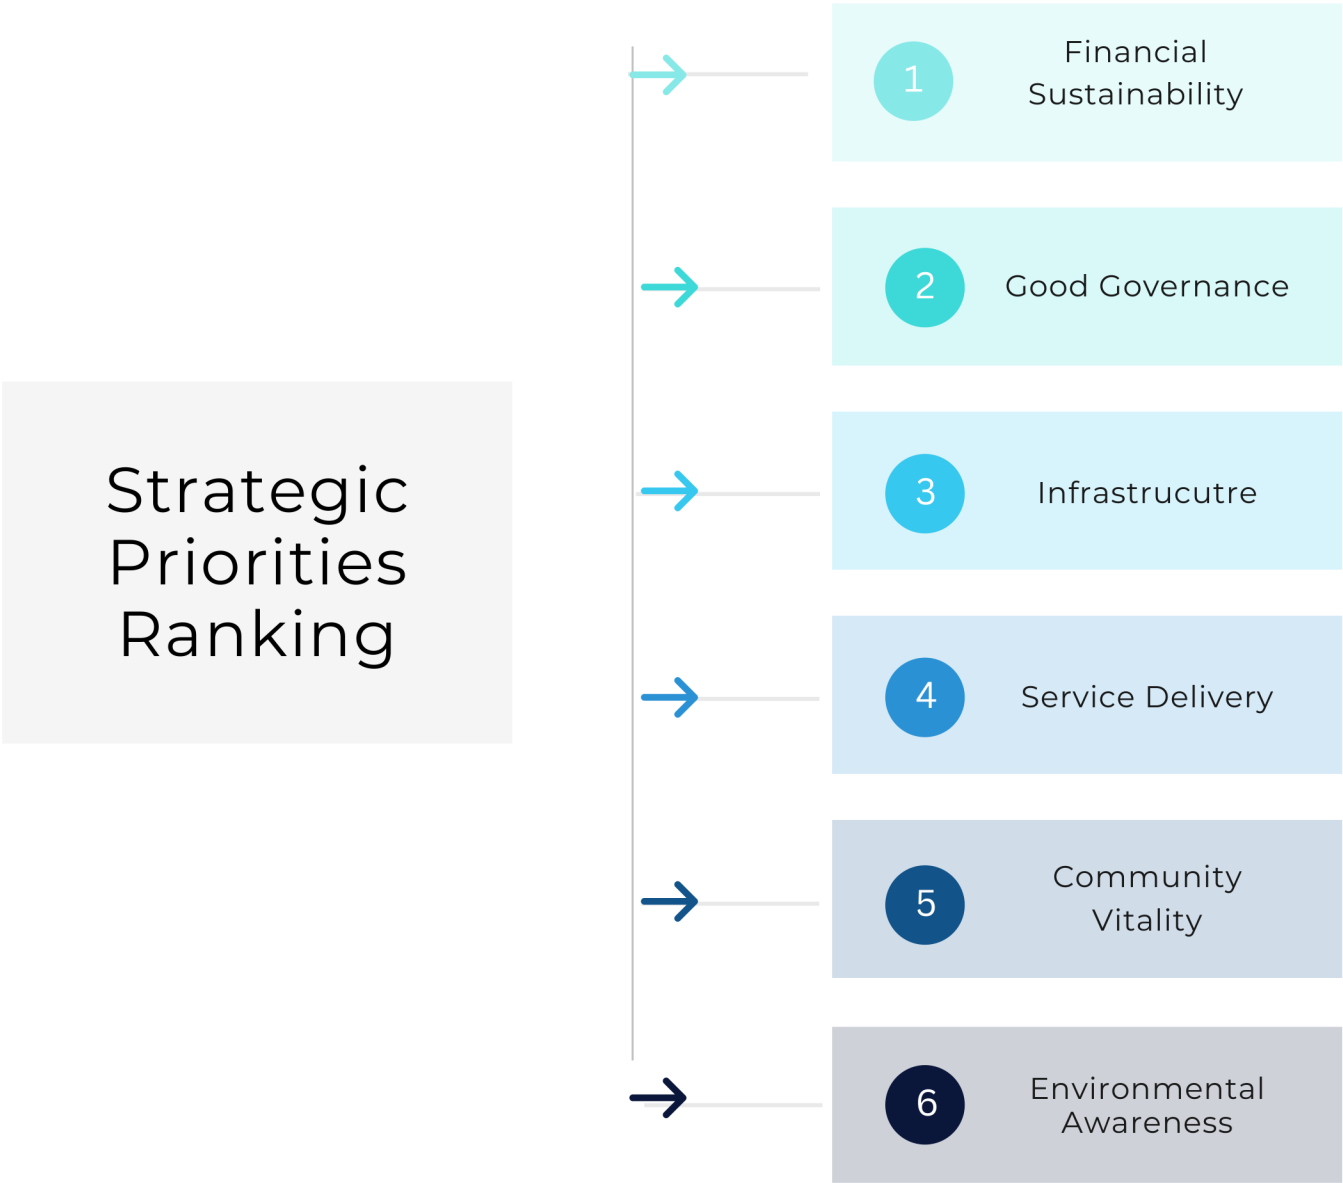 Strategic
Priorities
Ranking
1
Financial
Sustainability
2
Good Governance
3
Infrastrucutre
4
Service Delivery
5
Community
Vitality
6
Environmental
Awareness